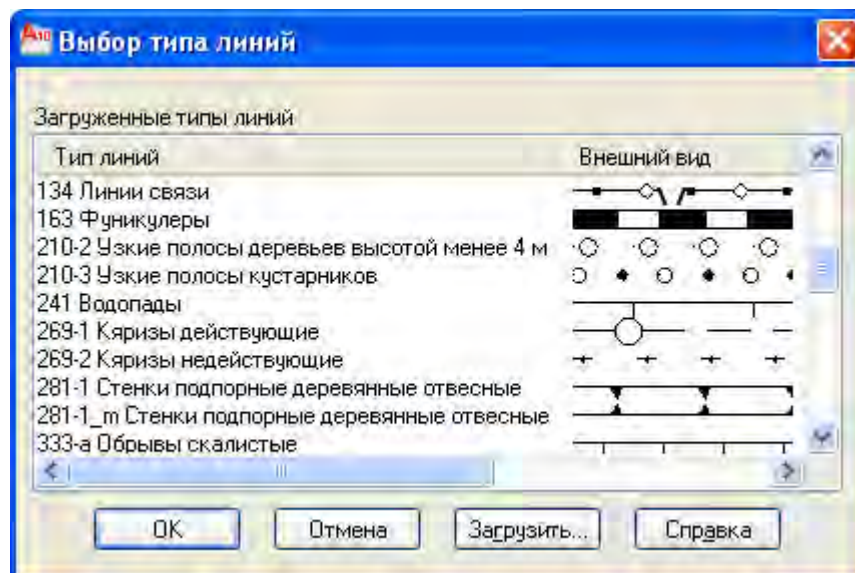 Выбор типа линий
Загруженные типы линий
Тип линий Внешний вид
134 Линии связи
163 Фуникулеры
210-2 Узкие полосы деревьев высотой менее 4 м
210-3 Узкие полосы кустарников
241 Водопады
269-1 Кяризы действующие
269-2 Кяризы недействующие
281-1 Стенки подпорные деревянные отвесные
281-1_m Стенки подпорные деревянные отвесные
333-а Обрывы скалистые
ОК Отмена Загрузить... Справка